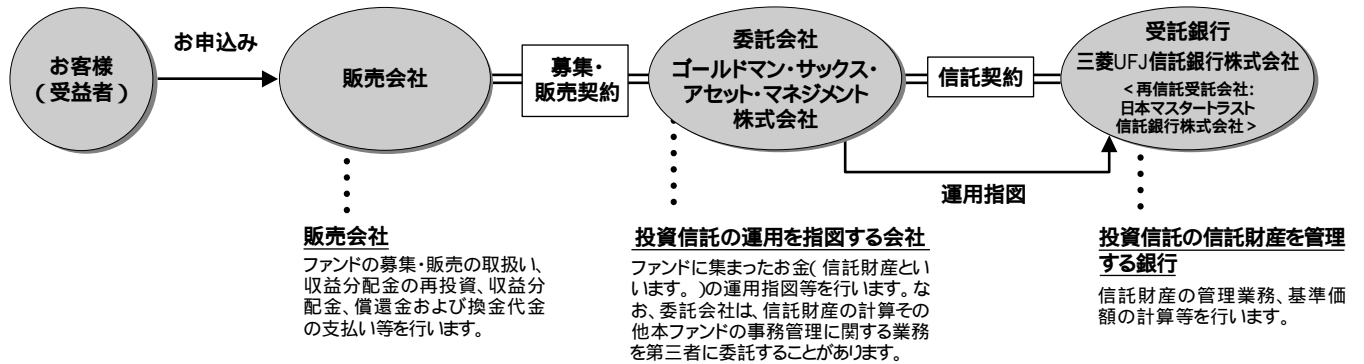 お客様
(受益者)
お申込み
販売会社
募集・
販売契約
委託会社
ゴールドマン・サックス・
アセット・マネジメント
株式会社
信託契約
受託銀行
三菱UFJ信託銀行株式会社
<再信託受託会社:
日本マスタートラスト
信託銀行株式会社>
運用指図
販売会社
ファンドの募集・販売の取扱い、
収益分配金の再投資、収益分
配金、償還金および換金代金
の支払い等を行います。
投資信託の運用を指図する会社
ファンドに集まったお金(信託財産とい
います。)の運用指図等を行います。な
お、委託会社は、信託財産の計算その
他本ファンドの事務管理に関する業務
を第三者に委託することがあります。
投資信託の信託財産を管理
する銀行
信託財産の管理業務、基準価
額の計算等を行います。